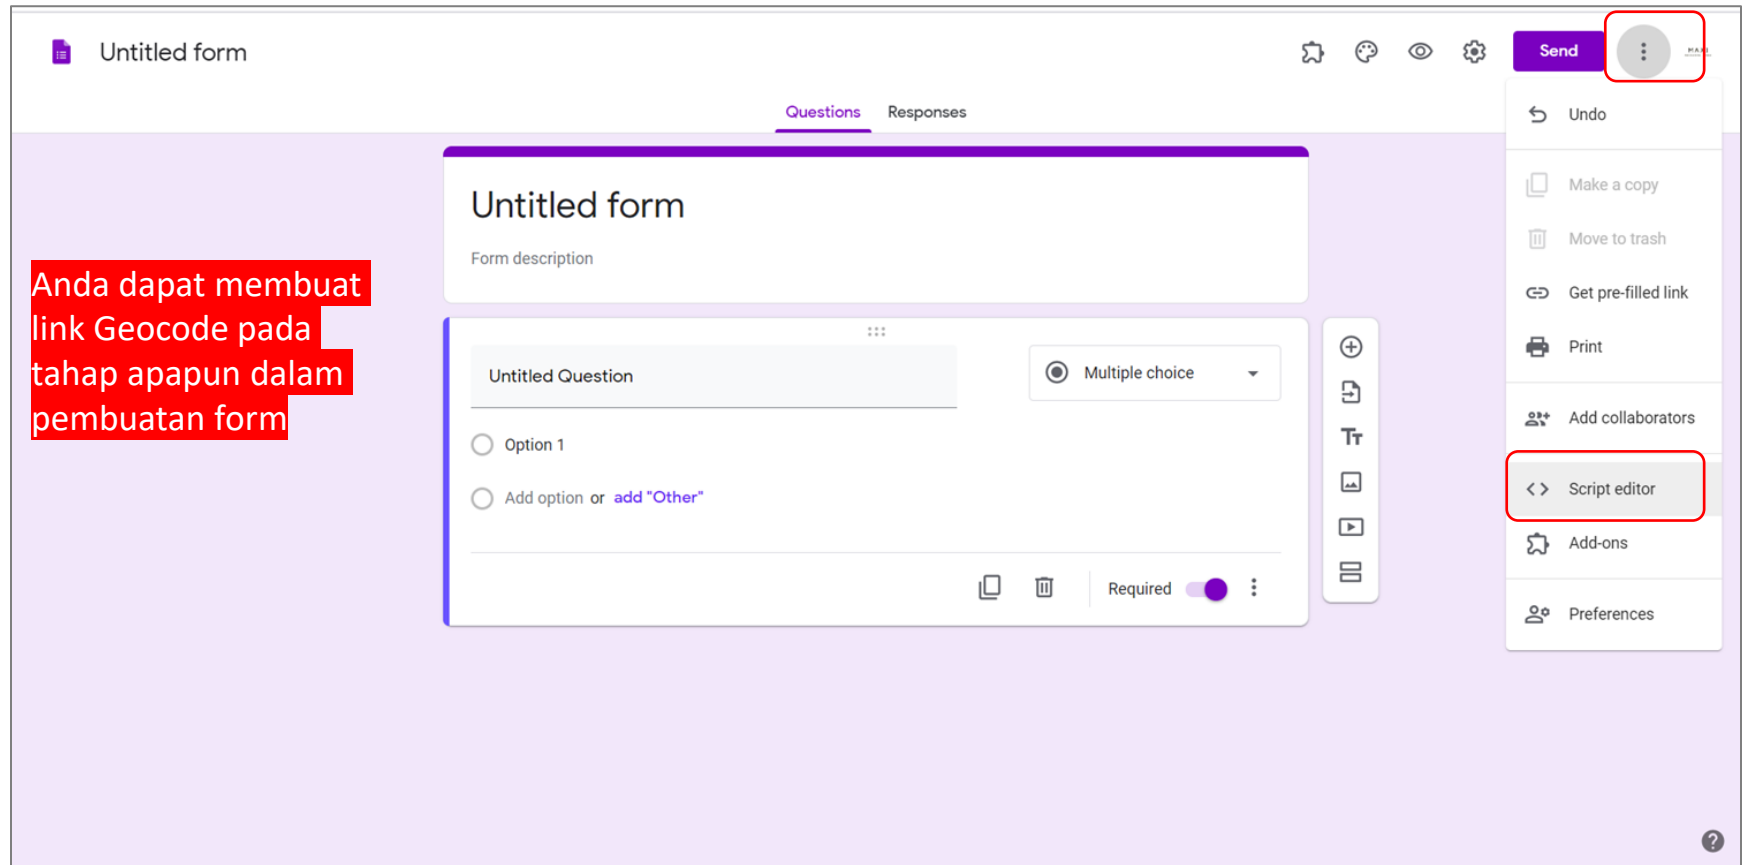 Untitled form
Send
Questions Responses
Undo
Make a copy
Move to trash
Get pre-filled link
Print
Add collaborators
Script editor
Add-ons
Preferences
Untitled form
Form description
Anda dapat membuat
link Geocode pada
tahap apapun dalam
pembuatan form
Untitled Question
Multiple choice
Option 1
Add option or add "Other"
Required